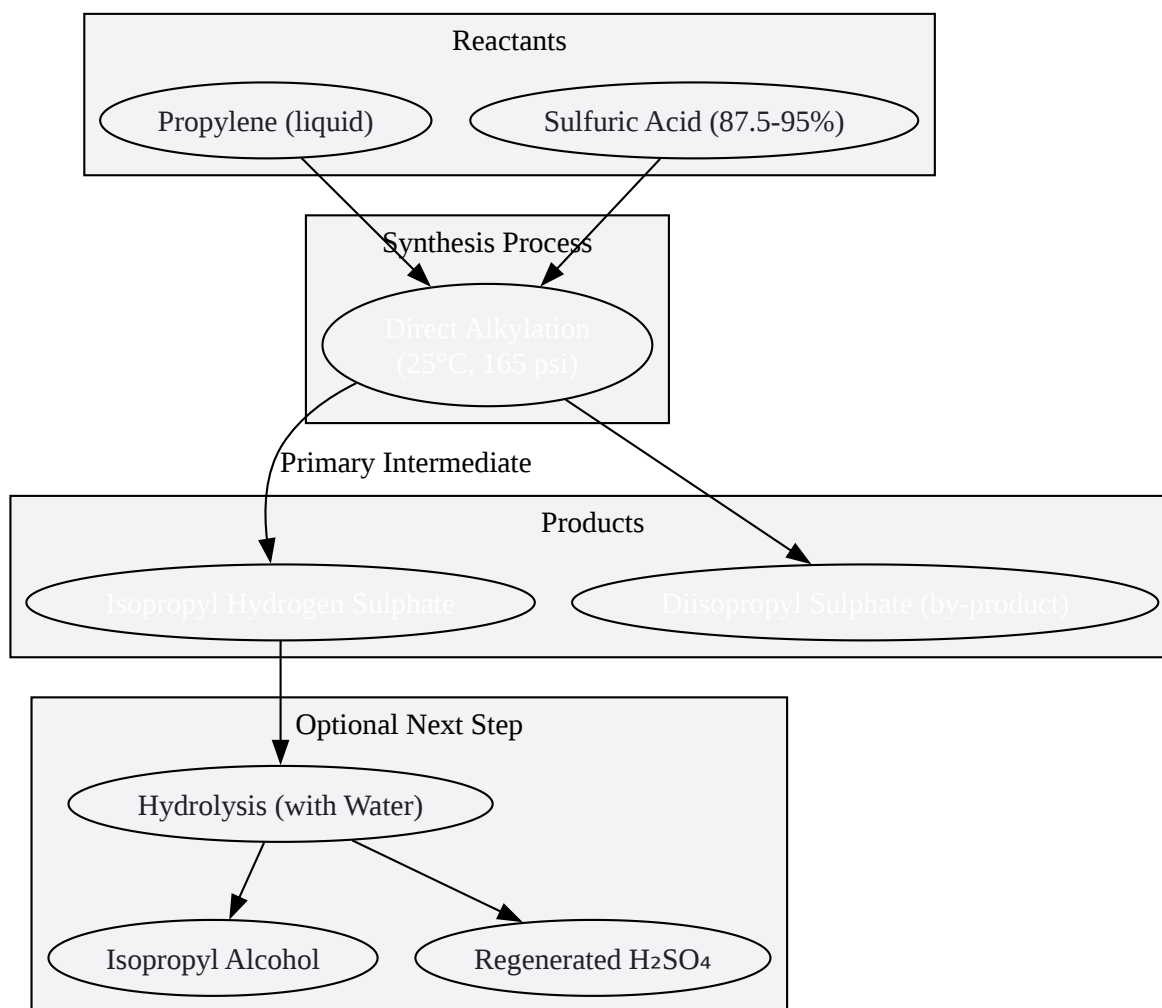 Reactants
Propylene (liquid)
Sulfuric Acid (87.5-95%)
Synthesis Process
Direct Alkylation
(25°C, 165 psi)
Primary Intermediate
Products
Isopropyl Hydrogen Sulphate
Diisopropyl Sulphate (by-product)
Optional Next Step
Hydrolysis (with Water)
Isopropyl Alcohol
Regenerated H₂SO₄